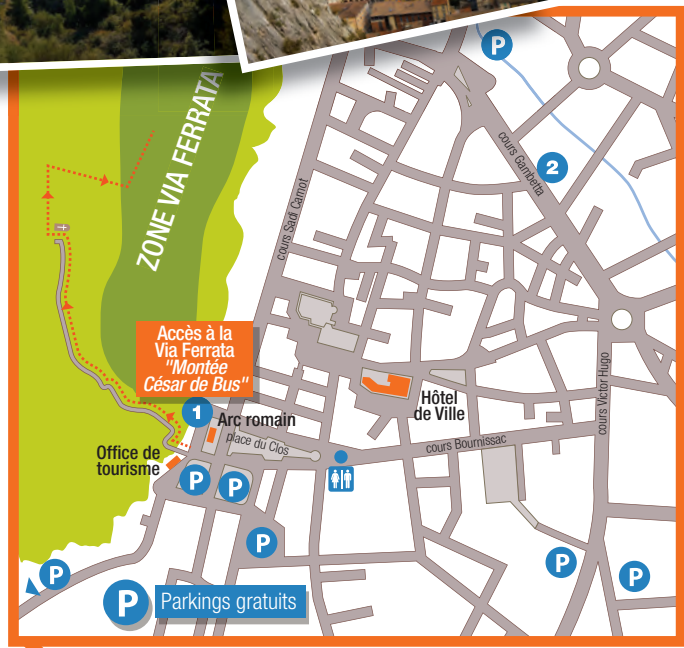 P
cours Gambetta
2
ZONE VIA FERRATA
cours Sadi Carnot
Accès à la
Via Ferrata
"Montée
César de Bus"
1
Arc romain
place du Clos
Hôtel
de Ville
cours Victor Hugo
cours Bournissac
Office de
tourisme
P
P
P
P
P
P
P Parkings gratuits